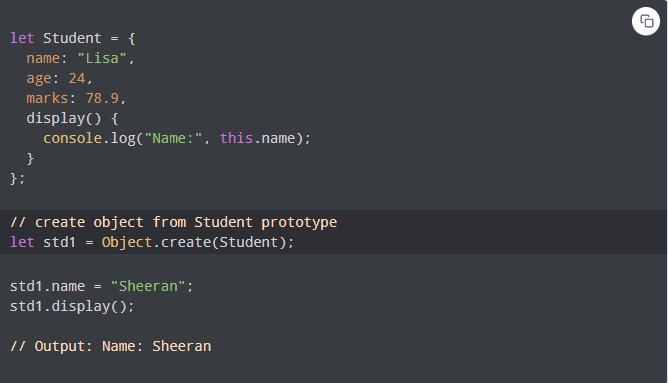 let Student = {
  name: "Lisa",
  age: 24,
  marks: 78.9,
  display() {
    console.log("Name:", this.name);
  }
};
// create object from Student prototype
let std1 = Object.create(Student);
std1.name = "Sheeran";
std1.display();
// Output: Name: Sheeran